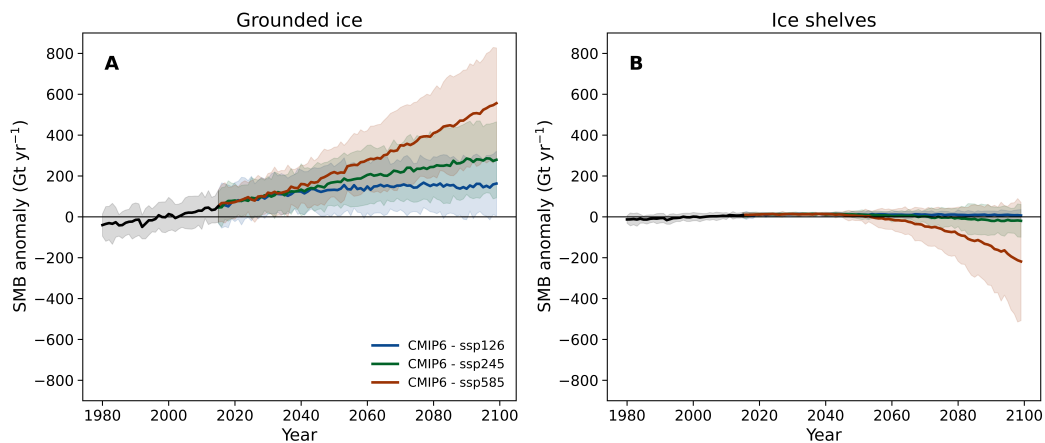 Grounded ice
A
SMB anomaly (Gt yr⁻¹)
800
600
400
200
0
−200
−400
−600
−800
CMIP6 - ssp126
CMIP6 - ssp245
CMIP6 - ssp585
1980 2000 2020 2040 2060 2080 2100
Year
Ice shelves
B
SMB anomaly (Gt yr⁻¹)
800
600
400
200
0
−200
−400
−600
−800
1980 2000 2020 2040 2060 2080 2100
Year